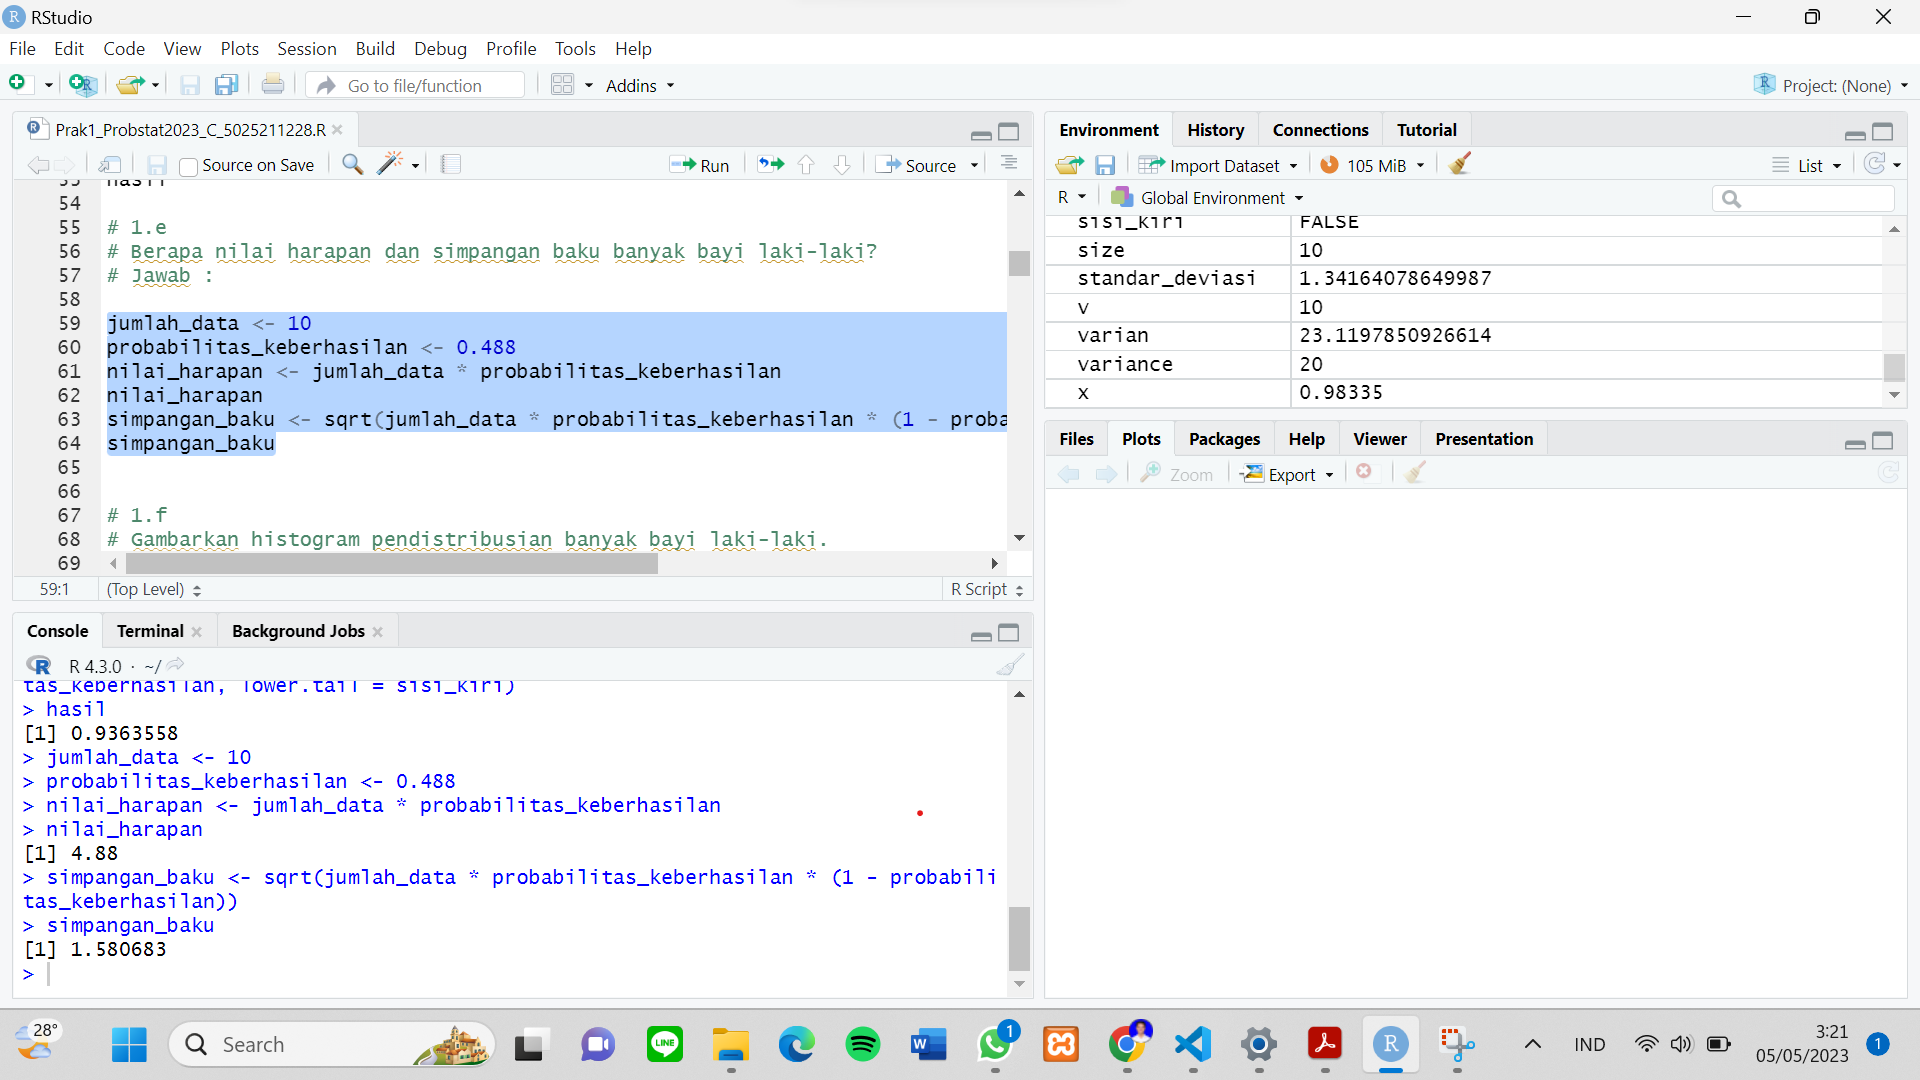 RStudio
File Edit Code View Plots Session Build Debug Profile Tools Help
Go to file/function Addins Project: (None)
Prak1_Probstat2023_C_5025211228.R
Source on Save Run Source
53 hasil
54
55 # 1.e
56 # Berapa nilai harapan dan simpangan baku banyak bayi laki-laki?
57 # Jawab :
58
59 jumlah_data <- 10
60 probabilitas_keberhasilan <- 0.488
61 nilai_harapan <- jumlah_data * probabilitas_keberhasilan
62 nilai_harapan
63 simpangan_baku <- sqrt(jumlah_data * probabilitas_keberhasilan * (1 - proba
64 simpangan_baku
65
66
67 # 1.f
68 # Gambarkan histogram pendistribusian banyak bayi laki-laki.
69
59:1 (Top Level) R Script
Console Terminal Background Jobs
R 4.3.0 · ~/
tas_keberhasilan, lower.tail = sisi_kiri)
> hasil
[1] 0.9363558
> jumlah_data <- 10
> probabilitas_keberhasilan <- 0.488
> nilai_harapan <- jumlah_data * probabilitas_keberhasilan
> nilai_harapan
[1] 4.88
> simpangan_baku <- sqrt(jumlah_data * probabilitas_keberhasilan * (1 - probabili
tas_keberhasilan))
> simpangan_baku
[1] 1.580683
>
Environment History Connections Tutorial
Import Dataset 105 MiB List
R Global Environment
sisi_kiri FALSE
size 10
standar_deviasi 1.34164078649987
v 10
varian 23.1197850926614
variance 20
x 0.98335
Files Plots Packages Help Viewer Presentation
Zoom Export
28° Search LINE W 1 R IND 3:21
05/05/2023 1